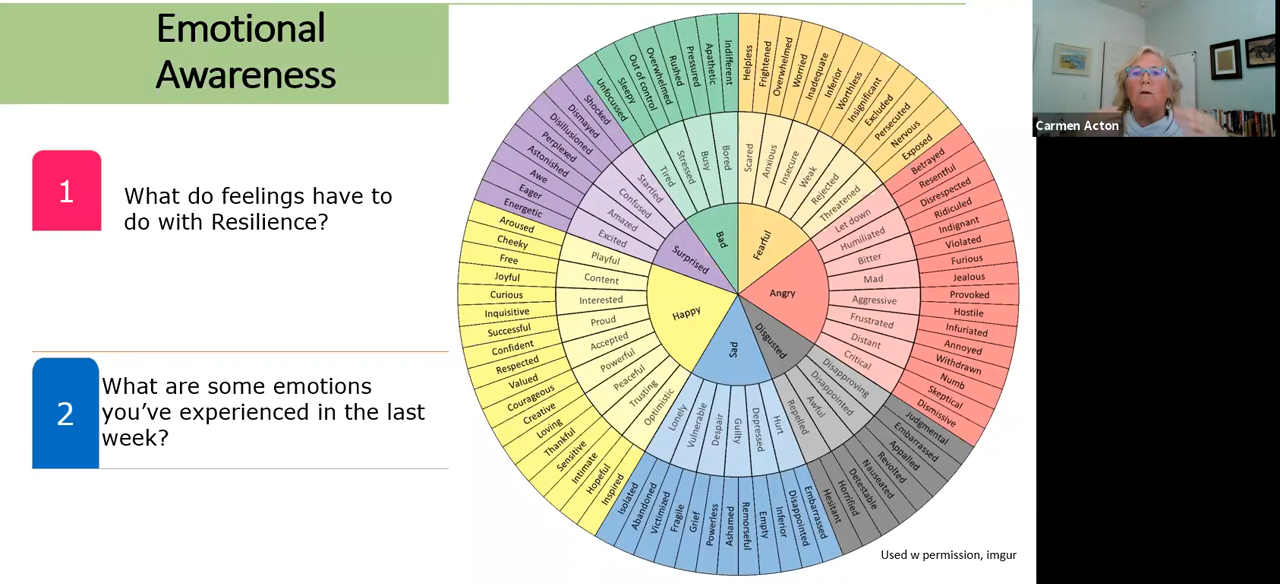 Emotional
Awareness
1
What do feelings have to
do with Resilience?
2
What are some emotions
you've experienced in the last
week?
Bad
Fearful
Angry
Disgusted
Sad
Happy
Surprised
Tired
Stressed
Busy
Bored
Scared
Anxious
Insecure
Weak
Rejected
Threatened
Let down
Humiliated
Bitter
Mad
Aggressive
Frustrated
Distant
Critical
Disapproving
Disappointed
Awful
Repelled
Hurt
Depressed
Guilty
Despair
Vulnerable
Lonely
Optimistic
Trusting
Peaceful
Powerful
Accepted
Proud
Interested
Content
Playful
Excited
Amazed
Confused
Startled
Unfocussed
Sleepy
Out of control
Overwhelmed
Rushed
Pressured
Apathetic
Indifferent
Helpless
Frightened
Overwhelmed
Worried
Inadequate
Inferior
Worthless
Insignificant
Excluded
Persecuted
Nervous
Exposed
Betrayed
Resentful
Disrespected
Ridiculed
Indignant
Violated
Furious
Jealous
Provoked
Hostile
Infuriated
Annoyed
Withdrawn
Numb
Skeptical
Dismissive
Judgmental
Embarrassed
Appalled
Revolted
Nauseated
Detestable
Horrified
Hesitant
Embarrassed
Disappointed
Inferior
Empty
Remorseful
Ashamed
Powerless
Grief
Fragile
Victimized
Abandoned
Isolated
Inspired
Hopeful
Intimate
Sensitive
Thankful
Loving
Creative
Courageous
Valued
Respected
Confident
Successful
Inquisitive
Curious
Joyful
Free
Cheeky
Aroused
Energetic
Eager
Awe
Astonished
Perplexed
Disillusioned
Dismayed
Shocked
Used w permission, imgur
Carmen Acton